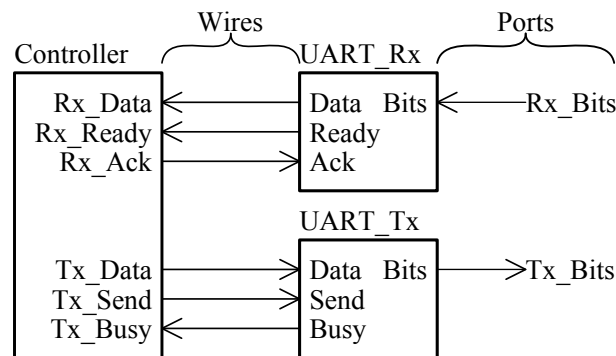 Wires Ports
Controller UART_Rx
Rx_Data Data Bits Rx_Bits
Rx_Ready Ready
Rx_Ack Ack
UART_Tx
Tx_Data Data Bits Tx_Bits
Tx_Send Send
Tx_Busy Busy